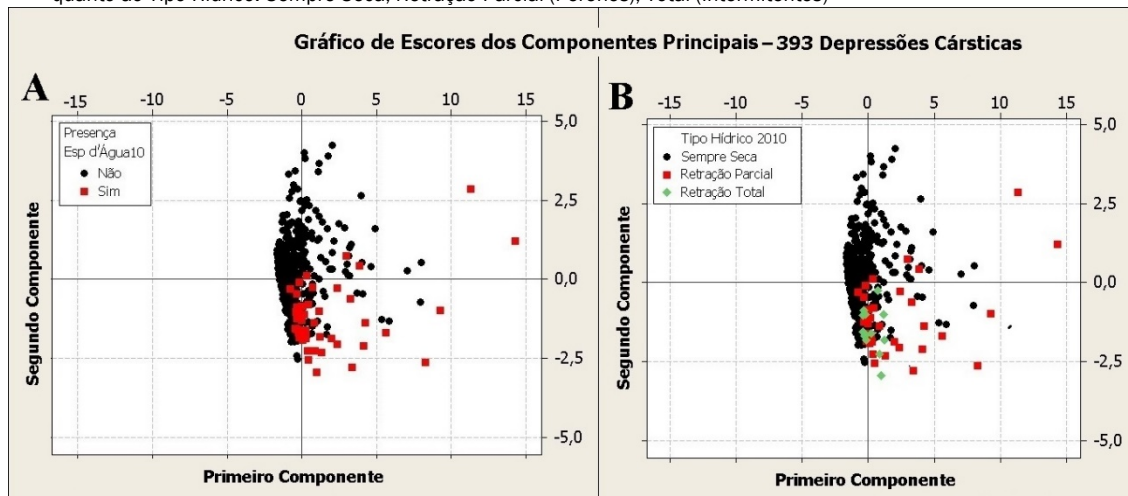 quanto ao Tipo Hídrico: Sempre Seca, Retração Parcial (Perenes), Total (Intermitentes)
Gráfico de Escores dos Componentes Principais – 393 Depressões Cársticas
A
-15 -10 -5 0 5 10 15
Presença
Esp d'Água10
Não
Sim
5,0
2,5
0,0
-2,5
-5,0
Segundo Componente
Primeiro Componente
B
-15 -10 -5 0 5 10 15
Tipo Hídrico 2010
Sempre Seca
Retração Parcial
Retração Total
5,0
2,5
0,0
-2,5
-5,0
Segundo Componente
Primeiro Componente